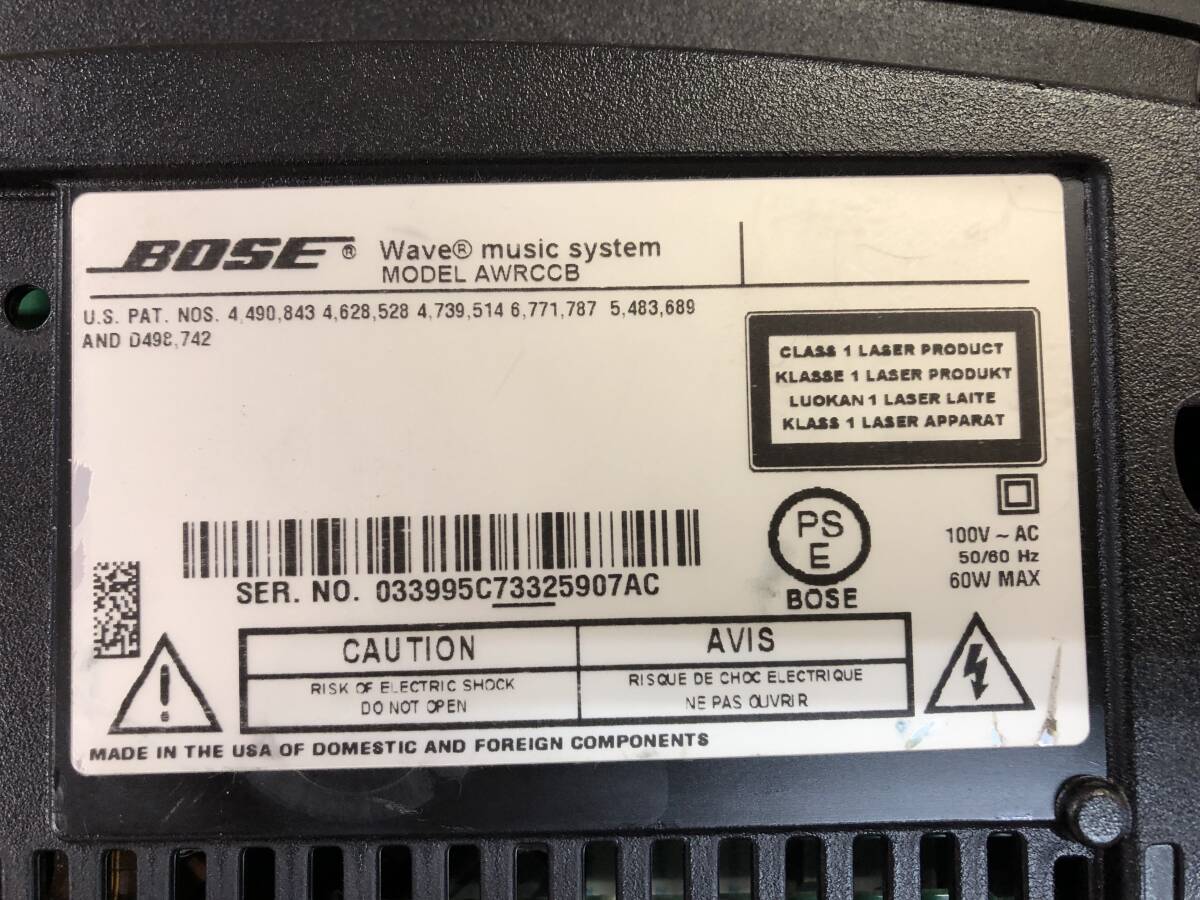 BOSE® Wave® music system
MODEL AWRCCB
U.S. PAT. NOS. 4,490,843 4,628,528 4,739,514 6,771,787 5,483,689
AND D498,742
CLASS 1 LASER PRODUCT
KLASSE 1 LASER PRODUKT
LUOKAN 1 LASER LAITE
KLASS 1 LASER APPARAT
PS
E
BOSE
100V ~ AC
50/60 Hz
60W MAX
SER. NO. 033995C73325907AC
CAUTION
RISK OF ELECTRIC SHOCK
DO NOT OPEN
AVIS
RISQUE DE CHOC ELECTRIQUE
NE PAS OUVRIR
MADE IN THE USA OF DOMESTIC AND FOREIGN COMPONENTS